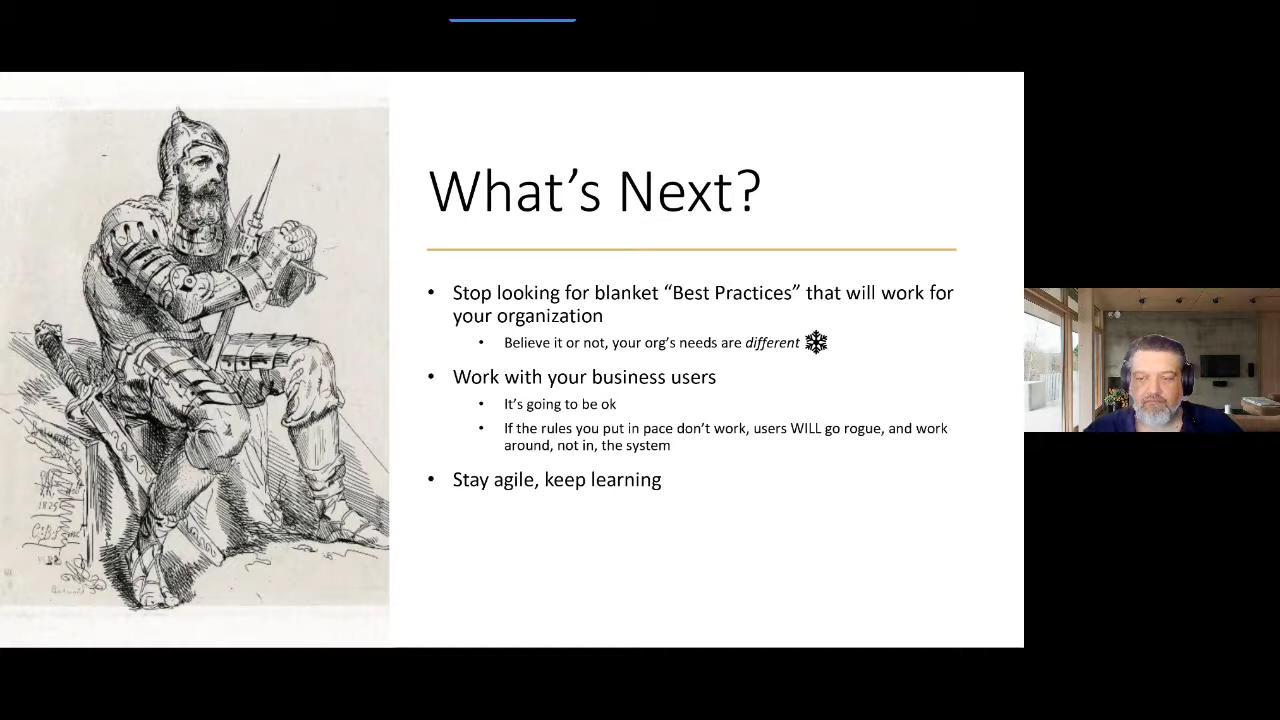 What's Next?
• Stop looking for blanket “Best Practices” that will work for
your organization
• Believe it or not, your org's needs are different
• Work with your business users
• It's going to be ok
• If the rules you put in pace don't work, users WILL go rogue, and work
around, not in, the system
• Stay agile, keep learning